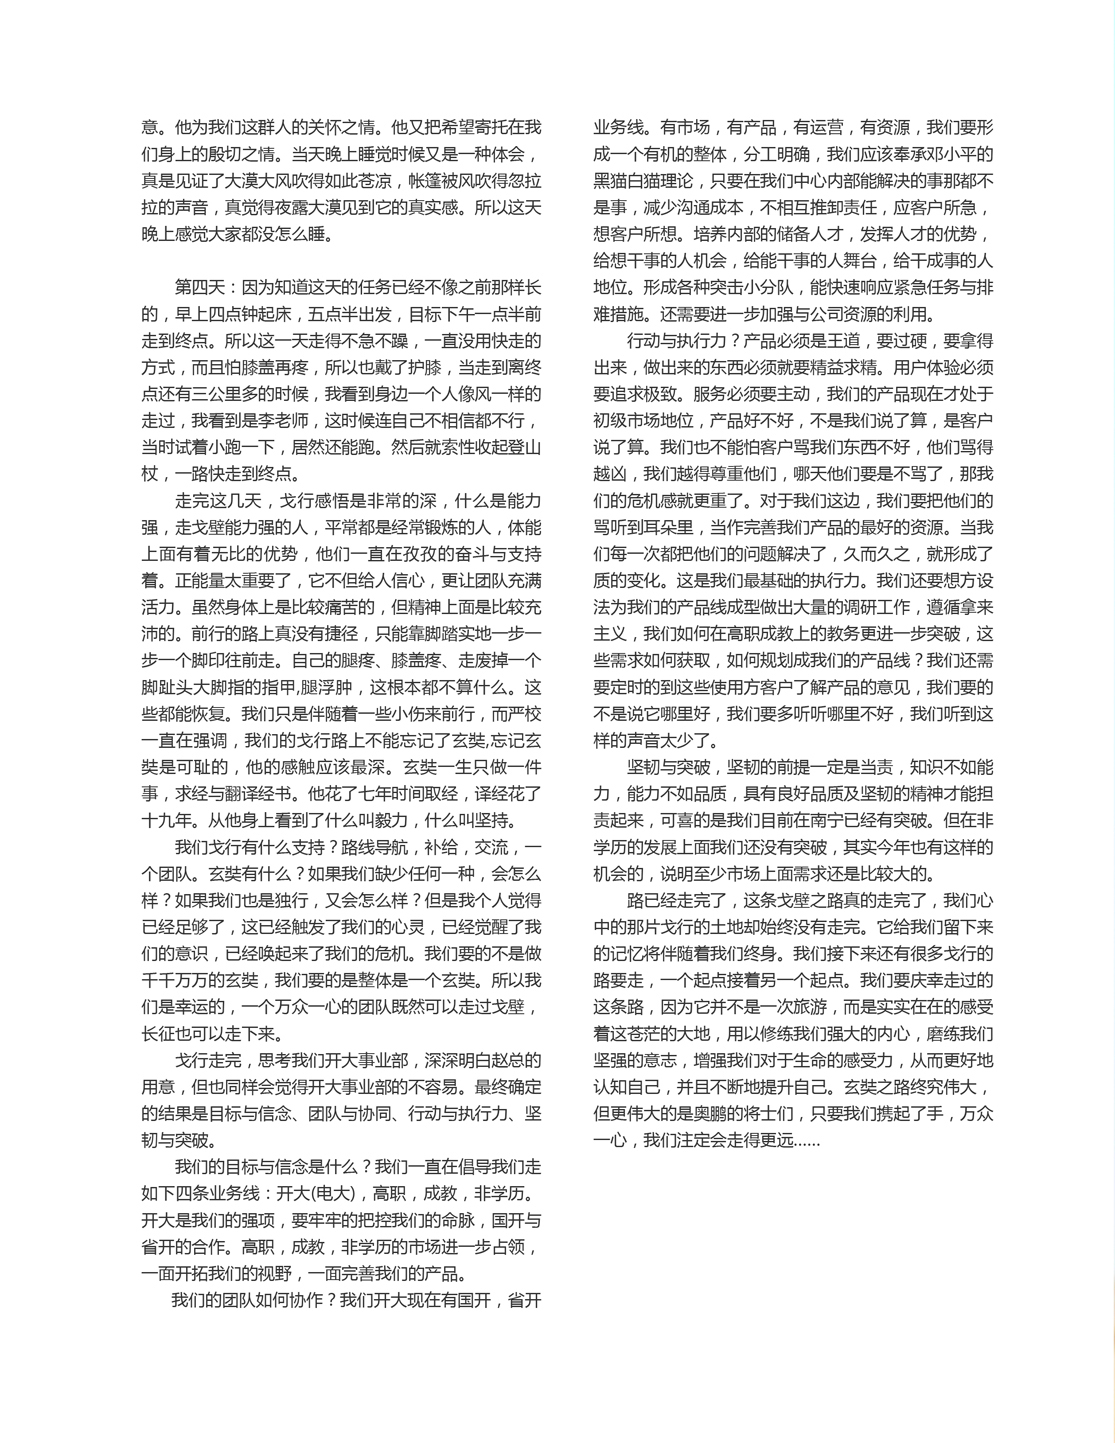 意。他为我们这群人的关怀之情。他又把希望寄托在我
们身上的殷切之情。当天晚上睡觉时候又是一种体会，
真是见证了大漠大风吹得如此苍凉，帐篷被风吹得忽拉
拉的声音，真觉得夜露大漠见到它的真实感。所以这天
晚上感觉大家都没怎么睡。
第四天：因为知道这天的任务已经不像之前那样长
的，早上四点钟起床，五点半出发，目标下午一点半前
走到终点。所以这一天走得不急不躁，一直没用快走的
方式，而且怕膝盖再疼，所以也戴了护膝，当走到离终
点还有三公里多的时候，我看到身边一个人像风一样的
走过，我看到是李老师，这时候连自己不相信都不行，
当时试着小跑一下，居然还能跑。然后就索性收起登山
杖，一路快走到终点。
走完这几天，戈行感悟是非常的深，什么是能力
强，走戈壁能力强的人，平常都是经常锻炼的人，体能
上面有着无比的优势，他们一直在孜孜的奋斗与支持
着。正能量太重要了，它不但给人信心，更让团队充满
活力。虽然身体上是比较痛苦的，但精神上面是比较充
沛的。前行的路上真没有捷径，只能靠脚踏实地一步一
步一个脚印往前走。自己的腿疼、膝盖疼、走废掉一个
脚趾头大脚指的指甲,腿浮肿，这根本都不算什么。这
些都能恢复。我们只是伴随着一些小伤来前行，而严校
一直在强调，我们的戈行路上不能忘记了玄奘,忘记玄
奘是可耻的，他的感触应该最深。玄奘一生只做一件
事，求经与翻译经书。他花了七年时间取经，译经花了
十九年。从他身上看到了什么叫毅力，什么叫坚持。
我们戈行有什么支持？路线导航，补给，交流，一
个团队。玄奘有什么？如果我们缺少任何一种，会怎么
样？如果我们也是独行，又会怎么样？但是我个人觉得
已经足够了，这已经触发了我们的心灵，已经觉醒了我
们的意识，已经唤起来了我们的危机。我们要的不是做
千千万万的玄奘，我们要的是整体是一个玄奘。所以我
们是幸运的，一个万众一心的团队既然可以走过戈壁，
长征也可以走下来。
戈行走完，思考我们开大事业部，深深明白赵总的
用意，但也同样会觉得开大事业部的不容易。最终确定
的结果是目标与信念、团队与协同、行动与执行力、坚
韧与突破。
我们的目标与信念是什么？我们一直在倡导我们走
如下四条业务线：开大(电大)，高职，成教，非学历。
开大是我们的强项，要牢牢的把控我们的命脉，国开与
省开的合作。高职，成教，非学历的市场进一步占领，
一面开拓我们的视野，一面完善我们的产品。
我们的团队如何协作？我们开大现在有国开，省开
业务线。有市场，有产品，有运营，有资源，我们要形
成一个有机的整体，分工明确，我们应该奉承邓小平的
黑猫白猫理论，只要在我们中心内部能解决的事那都不
是事，减少沟通成本，不相互推卸责任，应客户所急，
想客户所想。培养内部的储备人才，发挥人才的优势，
给想干事的人机会，给能干事的人舞台，给干成事的人
地位。形成各种突击小分队，能快速响应紧急任务与排
难措施。还需要进一步加强与公司资源的利用。
行动与执行力？产品必须是王道，要过硬，要拿得
出来，做出来的东西必须就要精益求精。用户体验必须
要追求极致。服务必须要主动，我们的产品现在才处于
初级市场地位，产品好不好，不是我们说了算，是客户
说了算。我们也不能怕客户骂我们东西不好，他们骂得
越凶，我们越得尊重他们，哪天他们要是不骂了，那我
们的危机感就更重了。对于我们这边，我们要把他们的
骂听到耳朵里，当作完善我们产品的最好的资源。当我
们每一次都把他们的问题解决了，久而久之，就形成了
质的变化。这是我们最基础的执行力。我们还要想方设
法为我们的产品线成型做出大量的调研工作，遵循拿来
主义，我们如何在高职成教上的教务更进一步突破，这
些需求如何获取，如何规划成我们的产品线？我们还需
要定时的到这些使用方客户了解产品的意见，我们要的
不是说它哪里好，我们要多听听哪里不好，我们听到这
样的声音太少了。
坚韧与突破，坚韧的前提一定是当责，知识不如能
力，能力不如品质，具有良好品质及坚韧的精神才能担
责起来，可喜的是我们目前在南宁已经有突破。但在非
学历的发展上面我们还没有突破，其实今年也有这样的
机会的，说明至少市场上面需求还是比较大的。
路已经走完了，这条戈壁之路真的走完了，我们心
中的那片戈行的土地却始终没有走完。它给我们留下来
的记忆将伴随着我们终身。我们接下来还有很多戈行的
路要走，一个起点接着另一个起点。我们要庆幸走过的
这条路，因为它并不是一次旅游，而是实实在在的感受
着这苍茫的大地，用以修练我们强大的内心，磨练我们
坚强的意志，增强我们对于生命的感受力，从而更好地
认知自己，并且不断地提升自己。玄奘之路终究伟大，
但更伟大的是奥鹏的将士们，只要我们携起了手，万众
一心，我们注定会走得更远……